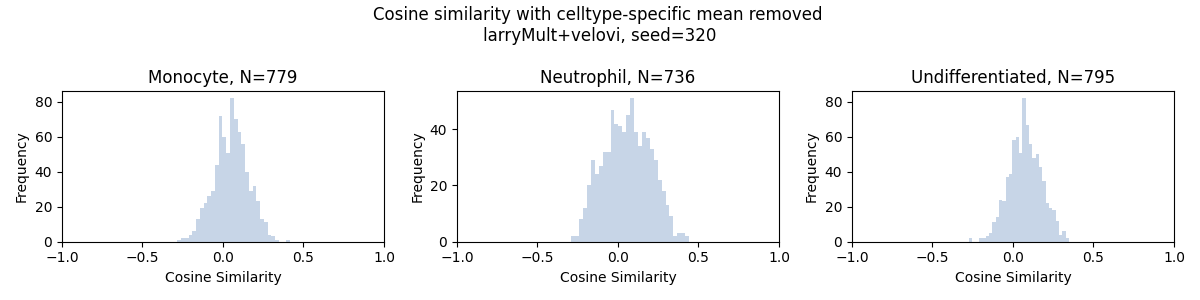 Cosine similarity with celltype-specific mean removed
larryMult+velovi, seed=320
Monocyte, N=779
Neutrophil, N=736
Undifferentiated, N=795
Frequency
80
60
40
20
0
−1.0 −0.5 0.0 0.5 1.0
Cosine Similarity
Frequency
40
20
0
−1.0 −0.5 0.0 0.5 1.0
Cosine Similarity
Frequency
80
60
40
20
0
−1.0 −0.5 0.0 0.5 1.0
Cosine Similarity